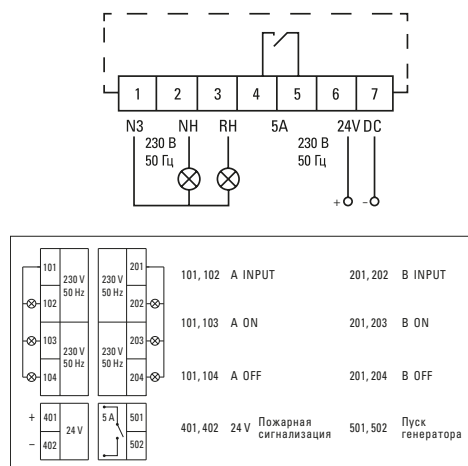 1 2 3 4 5 6 7
N3 NH RH 5A 24V DC
230 В 230 В
50 Гц 50 Гц
+ −
101 201
230 V 230 V
50 Hz 50 Hz
101, 102 A INPUT 201, 202 B INPUT
102 202
103 203
101, 103 A ON 201, 203 B ON
230 V 230 V
50 Hz 50 Hz
104 204
101, 104 A OFF 201, 204 B OFF
+ 401 24 V 5 A 501
− 402 502
401, 402 24 V Пожарная сигнализация 501, 502 Пуск генератора